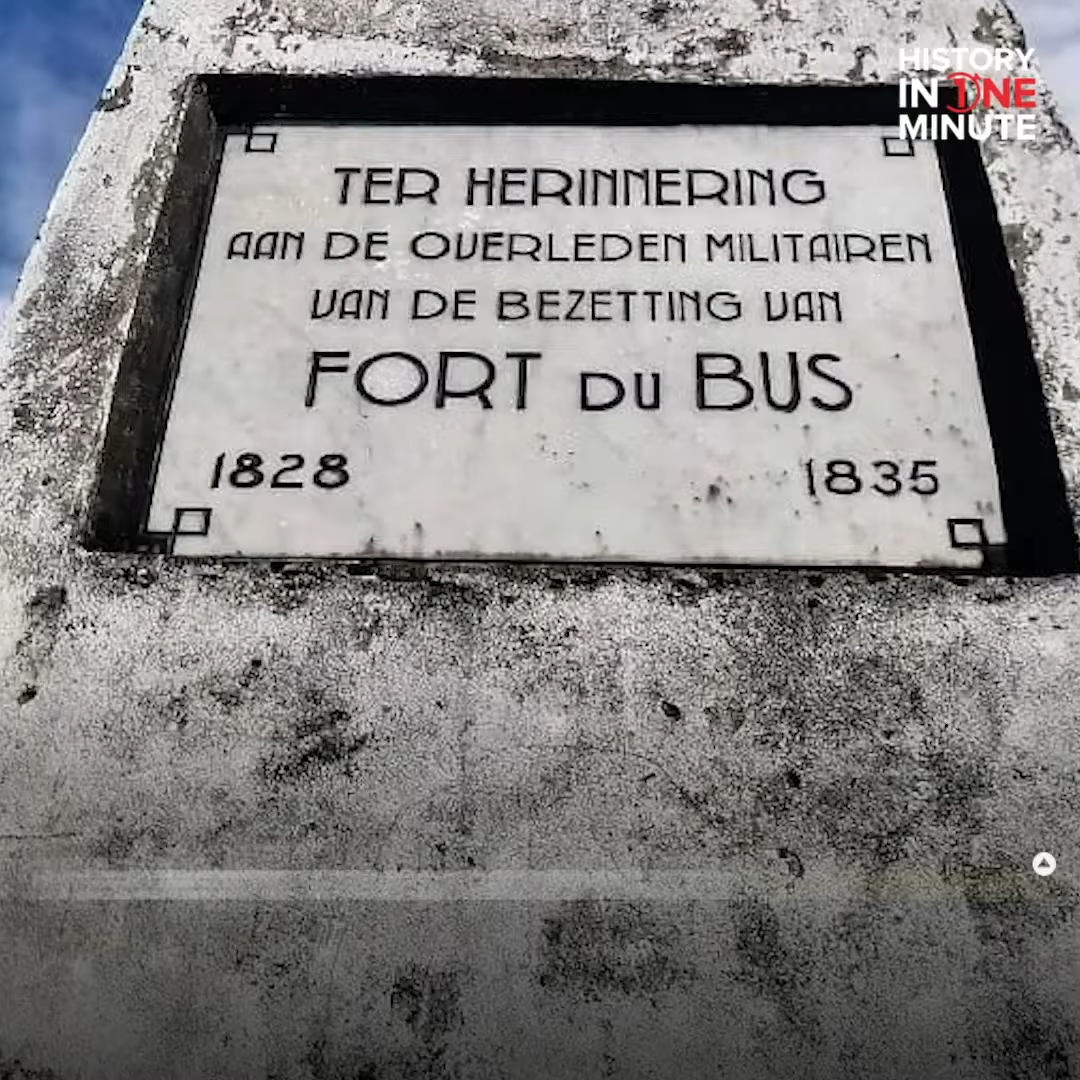 HISTORY
IN ONE
MINUTE
TER HERINNERING
AAN DE OVERLEDEN MILITAIREN
VAN DE BEZETTING VAN
FORT DU BUS
1828 1835